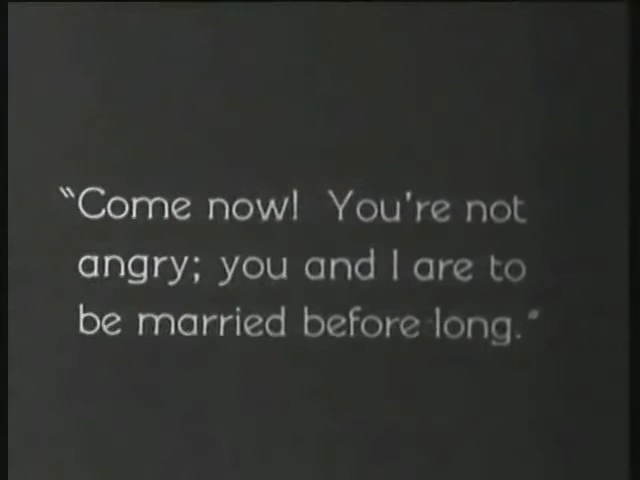 "Come now! You're not
angry; you and I are to
be married before long."